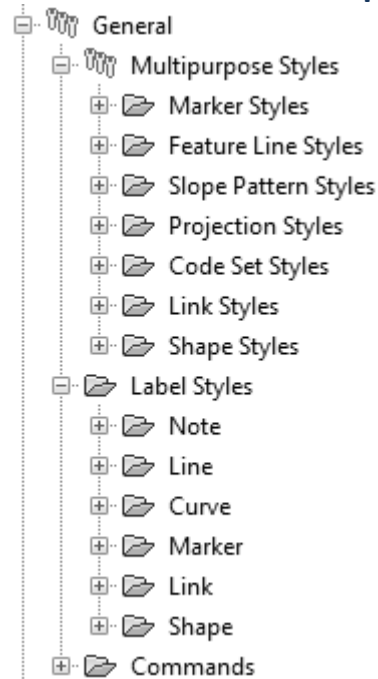 General
Multipurpose Styles
Marker Styles
Feature Line Styles
Slope Pattern Styles
Projection Styles
Code Set Styles
Link Styles
Shape Styles
Label Styles
Note
Line
Curve
Marker
Link
Shape
Commands